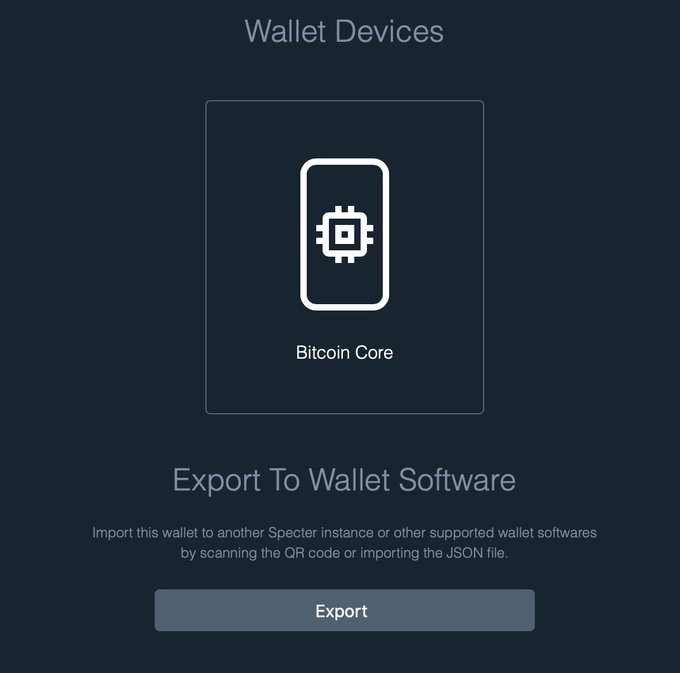 Wallet Devices
Bitcoin Core
Export To Wallet Software
Import this wallet to another Specter instance or other supported wallet softwares
by scanning the QR code or importing the JSON file.
Export